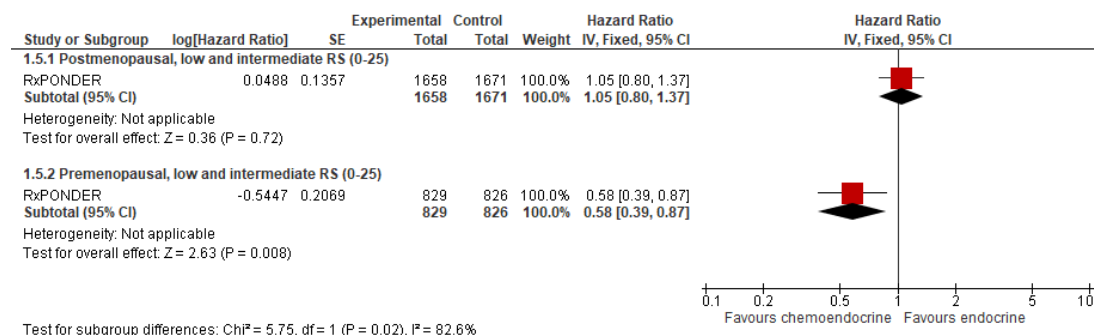 Experimental Control Hazard Ratio Hazard Ratio
Study or Subgroup log[Hazard Ratio] SE Total Total Weight IV, Fixed, 95% CI IV, Fixed, 95% CI
1.5.1 Postmenopausal, low and intermediate RS (0-25)
RxPONDER 0.0488 0.1357 1658 1671 100.0% 1.05 [0.80, 1.37]
Subtotal (95% CI) 1658 1671 100.0% 1.05 [0.80, 1.37]
Heterogeneity: Not applicable
Test for overall effect: Z = 0.36 (P = 0.72)
1.5.2 Premenopausal, low and intermediate RS (0-25)
RxPONDER -0.5447 0.2069 829 826 100.0% 0.58 [0.39, 0.87]
Subtotal (95% CI) 829 826 100.0% 0.58 [0.39, 0.87]
Heterogeneity: Not applicable
Test for overall effect: Z = 2.63 (P = 0.008)
0.1 0.2 0.5 1 2 5 10
Favours chemoendocrine Favours endocrine
Test for subgroup differences: Chi² = 5.75, df = 1 (P = 0.02), I² = 82.6%